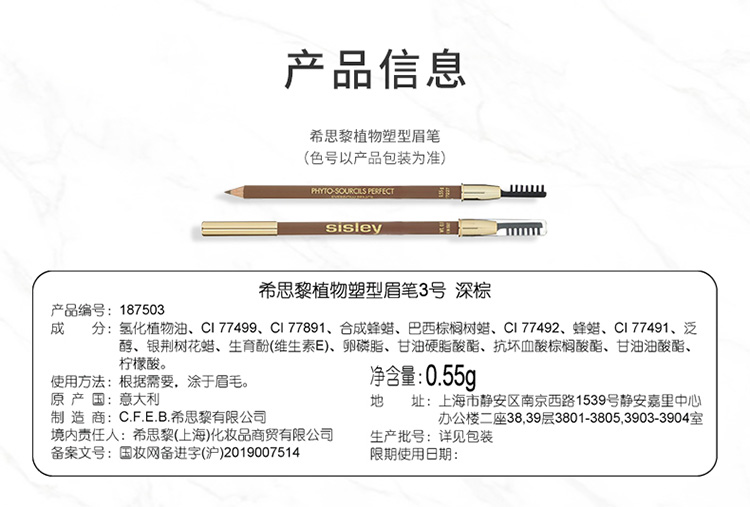 产品信息
希思黎植物塑型眉笔
（色号以产品包装为准）
PHYTO-SOURCILS PERFECT
sisley
希思黎植物塑型眉笔3号 深棕
产品编号：187503
成 分：氢化植物油、CI 77499、CI 77891、合成蜂蜡、巴西棕榈树蜡、CI 77492、蜂蜡、CI 77491、泛
醇、银荆树花蜡、生育酚(维生素E)、卵磷脂、甘油硬脂酸酯、抗坏血酸棕榈酸酯、甘油油酸酯、
柠檬酸。
使用方法：根据需要，涂于眉毛。
净含量：0.55g
原 产 国：意大利
制 造 商：C.F.E.B.希思黎有限公司
境内责任人：希思黎(上海)化妆品商贸有限公司
备案文号：国妆网备进字(沪)2019007514
地 址：上海市静安区南京西路1539号静安嘉里中心
办公楼二座38,39层3801-3805,3903-3904室
生产批号：详见包装
限期使用日期：